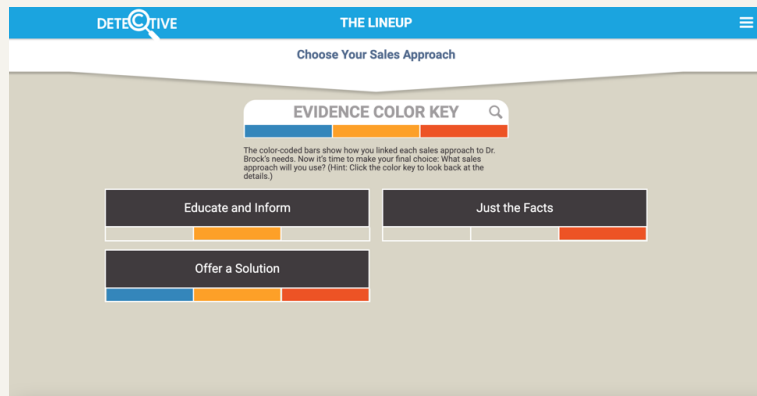 DETECTIVE
THE LINEUP
Choose Your Sales Approach
EVIDENCE COLOR KEY
The color-coded bars show how you linked each sales approach to Dr.
Brock's needs. Now it's time to make your final choice: What sales
approach will you use? (Hint: Click the color key to look back at the
details.)
Educate and Inform
Just the Facts
Offer a Solution